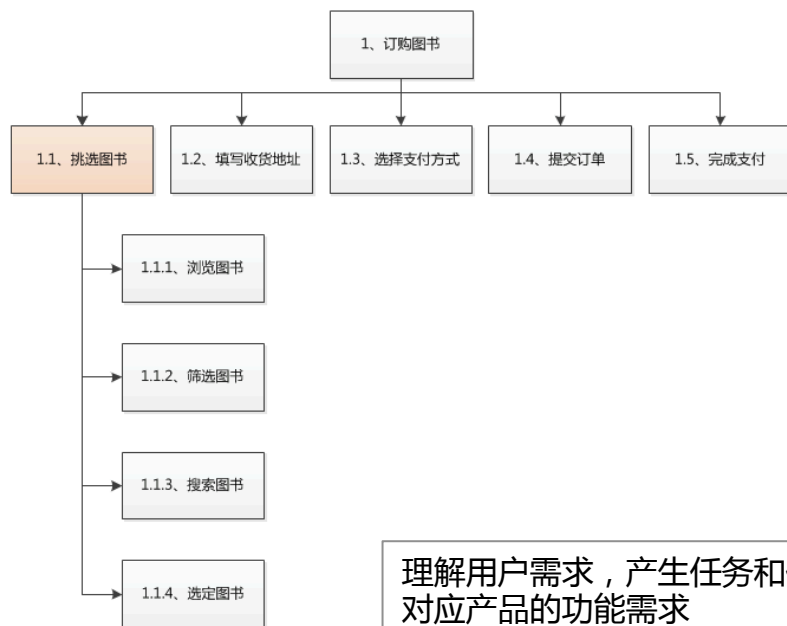 1、订购图书
1.1、挑选图书
1.2、填写收货地址
1.3、选择支付方式
1.4、提交订单
1.5、完成支付
1.1.1、浏览图书
1.1.2、筛选图书
1.1.3、搜索图书
1.1.4、选定图书
理解用户需求，产生任务和
对应产品的功能需求